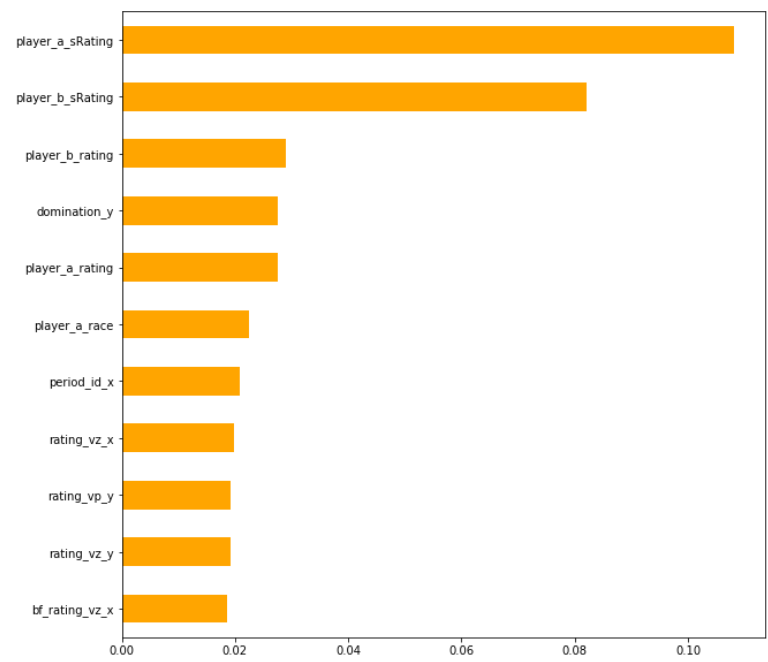 player_a_sRating
player_b_sRating
player_b_rating
domination_y
player_a_rating
player_a_race
period_id_x
rating_vz_x
rating_vp_y
rating_vz_y
bf_rating_vz_x
0.00 0.02 0.04 0.06 0.08 0.10